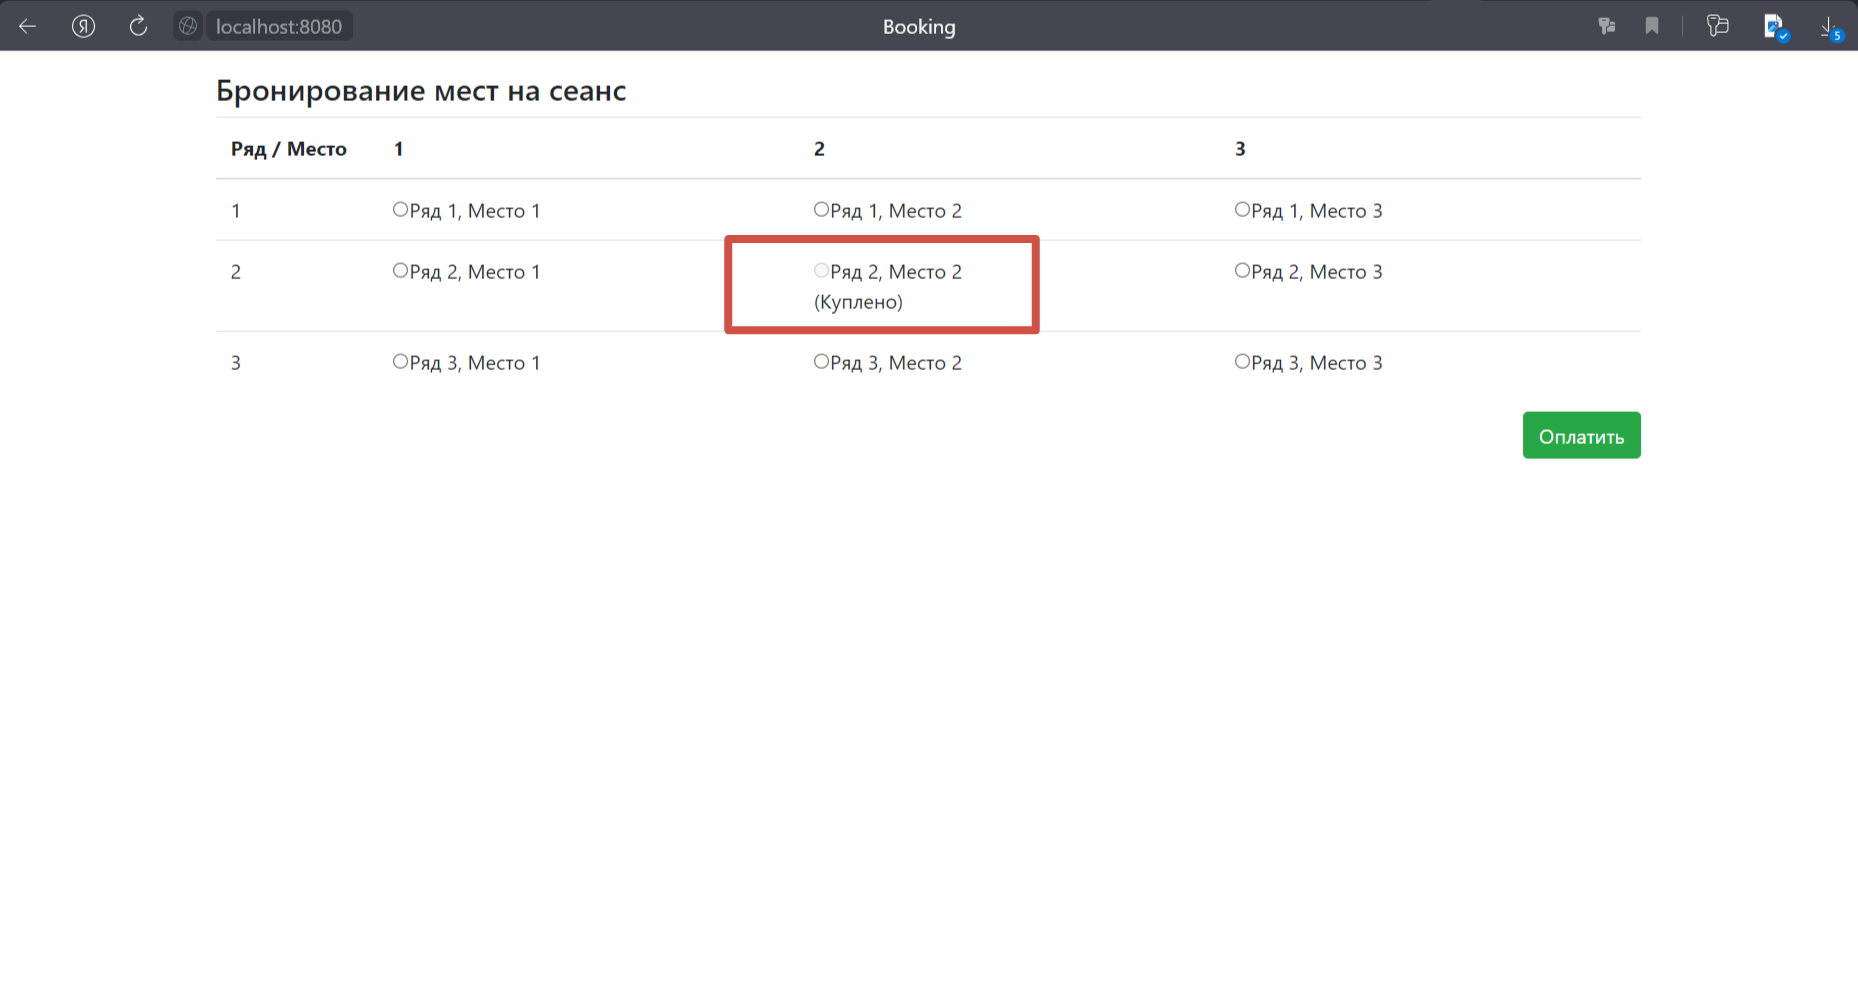 Я localhost:8080 Booking 5
Бронирование мест на сеанс
Ряд / Место 1 2 3
1 Ряд 1, Место 1 Ряд 1, Место 2 Ряд 1, Место 3
2 Ряд 2, Место 1 Ряд 2, Место 2 Ряд 2, Место 3
(Куплено)
3 Ряд 3, Место 1 Ряд 3, Место 2 Ряд 3, Место 3
Оплатить